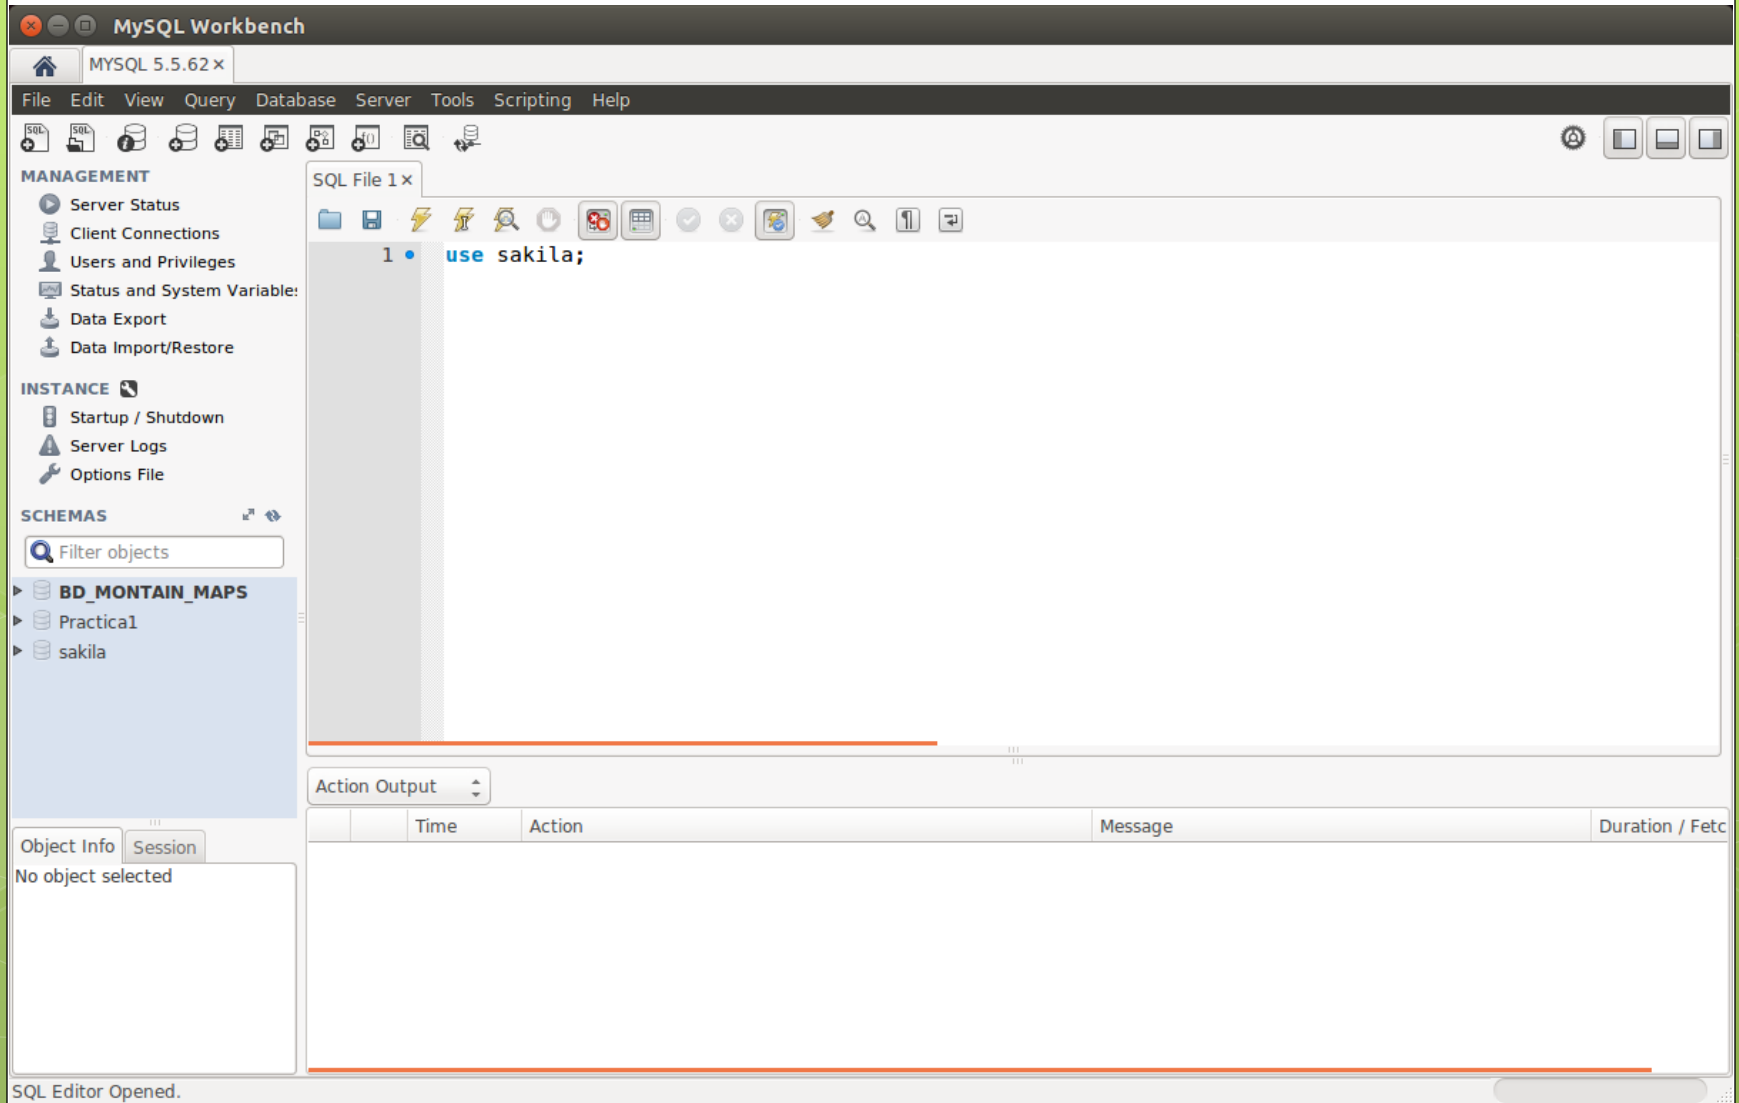 MySQL Workbench
MYSQL 5.5.62
File Edit View Query Database Server Tools Scripting Help
MANAGEMENT
Server Status
Client Connections
Users and Privileges
Status and System Variable
Data Export
Data Import/Restore
INSTANCE
Startup / Shutdown
Server Logs
Options File
SCHEMAS
Filter objects
BD_MONTAIN_MAPS
Practica1
sakila
Object Info Session
No object selected
SQL File 1
1 use sakila;
Action Output
Time Action Message Duration / Fetc
SQL Editor Opened.